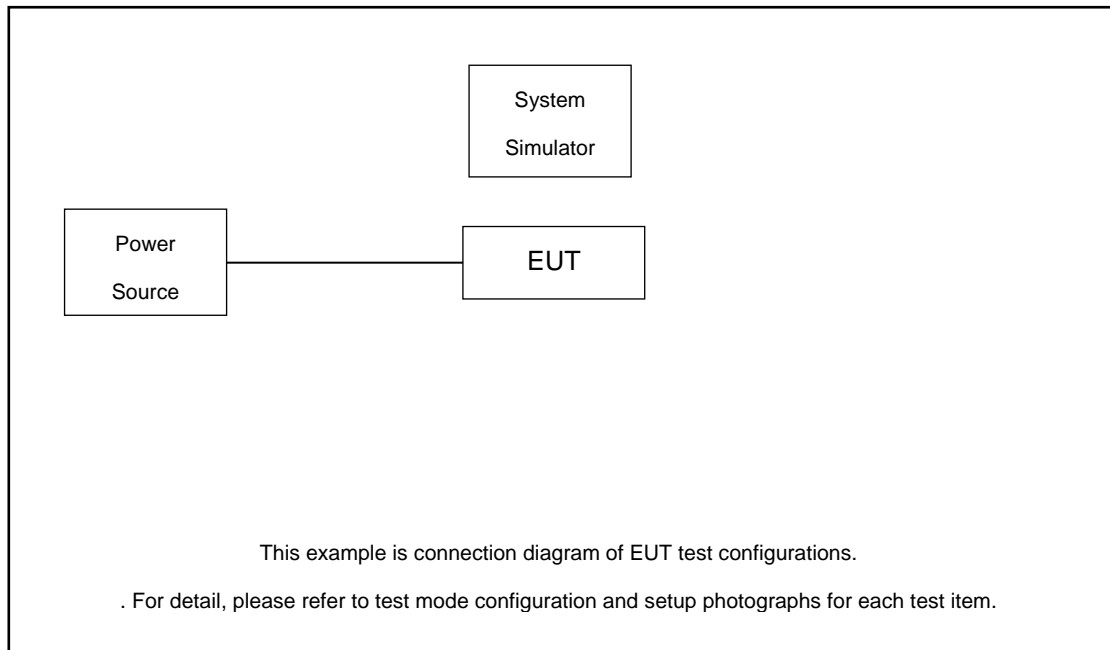 System
Simulator
Power
Source
EUT
This example is connection diagram of EUT test configurations.
. For detail, please refer to test mode configuration and setup photographs for each test item.